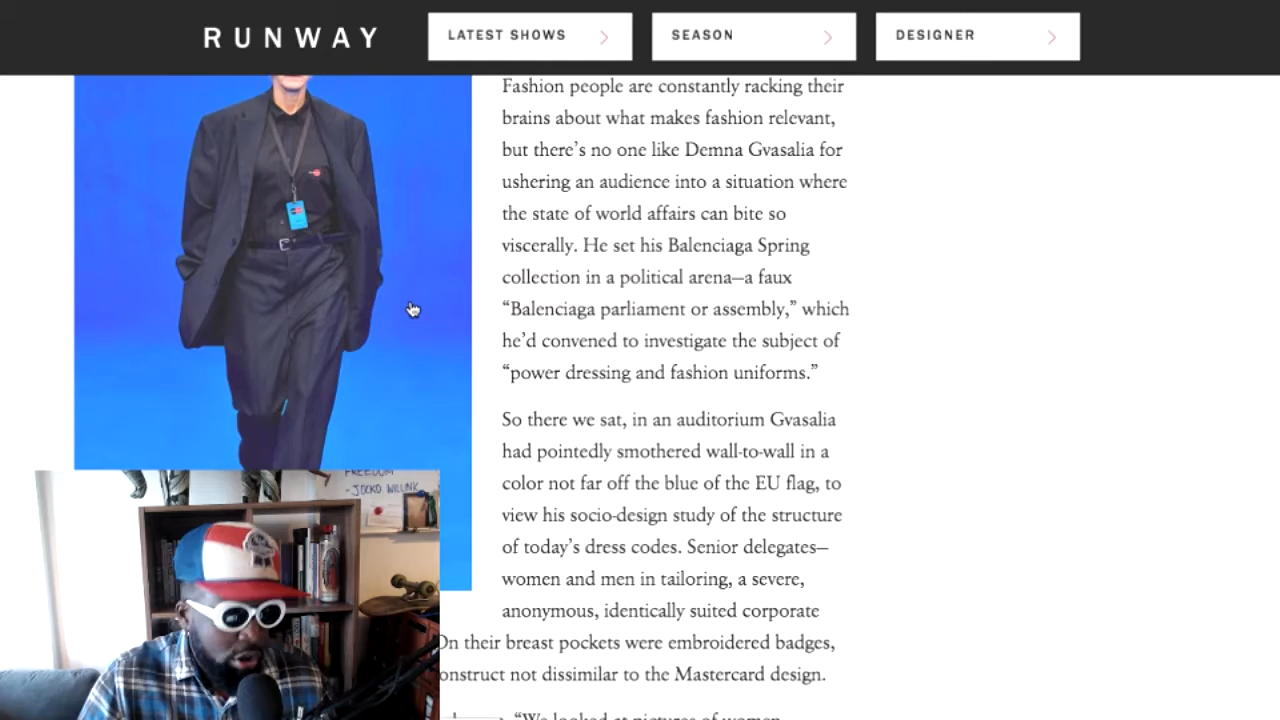 RUNWAY
LATEST SHOWS
SEASON
DESIGNER
Fashion people are constantly racking their
brains about what makes fashion relevant,
but there’s no one like Demna Gvasalia for
ushering an audience into a situation where
the state of world affairs can bite so
viscerally. He set his Balenciaga Spring
collection in a political arena—a faux
“Balenciaga parliament or assembly,” which
he’d convened to investigate the subject of
“power dressing and fashion uniforms.”
So there we sat, in an auditorium Gvasalia
had pointedly smothered wall-to-wall in a
color not far off the blue of the EU flag, to
view his socio-design study of the structure
of today’s dress codes. Senior delegates—
women and men in tailoring, a severe,
anonymous, identically suited corporate
On their breast pockets were embroidered badges,
onstruct not dissimilar to the Mastercard design.
“We looked at pictures of women
FREEDOM
-JOCKO WILLINK